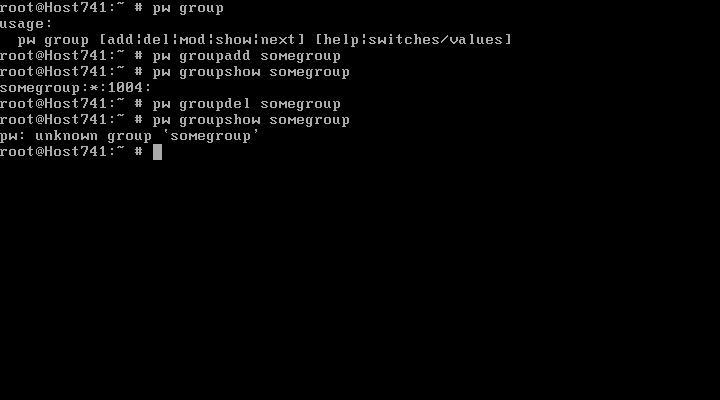 root@Host741:~ # pw group
usage:
  pw group [add¦del¦mod¦show¦next] [help¦switches/values]
root@Host741:~ # pw groupadd somegroup
root@Host741:~ # pw groupshow somegroup
somegroup:*:1004:
root@Host741:~ # pw groupdel somegroup
root@Host741:~ # pw groupshow somegroup
pw: unknown group `somegroup'
root@Host741:~ #